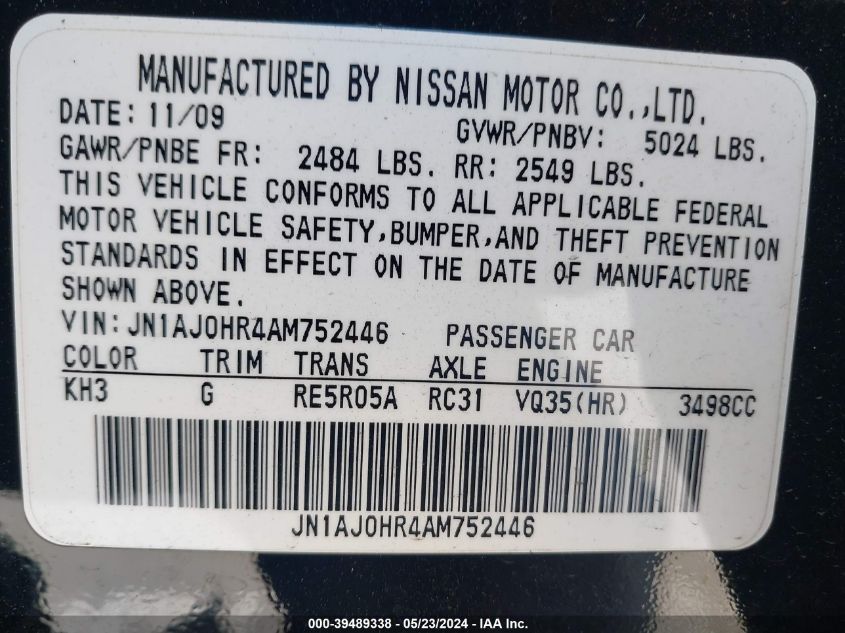 MANUFACTURED BY NISSAN MOTOR CO.,LTD.
DATE: 11/09 GVWR/PNBV: 5024 LBS.
GAWR/PNBE FR: 2484 LBS. RR: 2549 LBS.
THIS VEHICLE CONFORMS TO ALL APPLICABLE FEDERAL
MOTOR VEHICLE SAFETY,BUMPER,AND THEFT PREVENTION
STANDARDS IN EFFECT ON THE DATE OF MANUFACTURE
SHOWN ABOVE.
VIN:JN1AJ0HR4AM752446 PASSENGER CAR
COLOR TRIM TRANS AXLE ENGINE
KH3 G RE5R05A RC31 VQ35(HR) 3498CC
JN1AJ0HR4AM752446
000-39489338 - 05/23/2024 - IAA Inc.